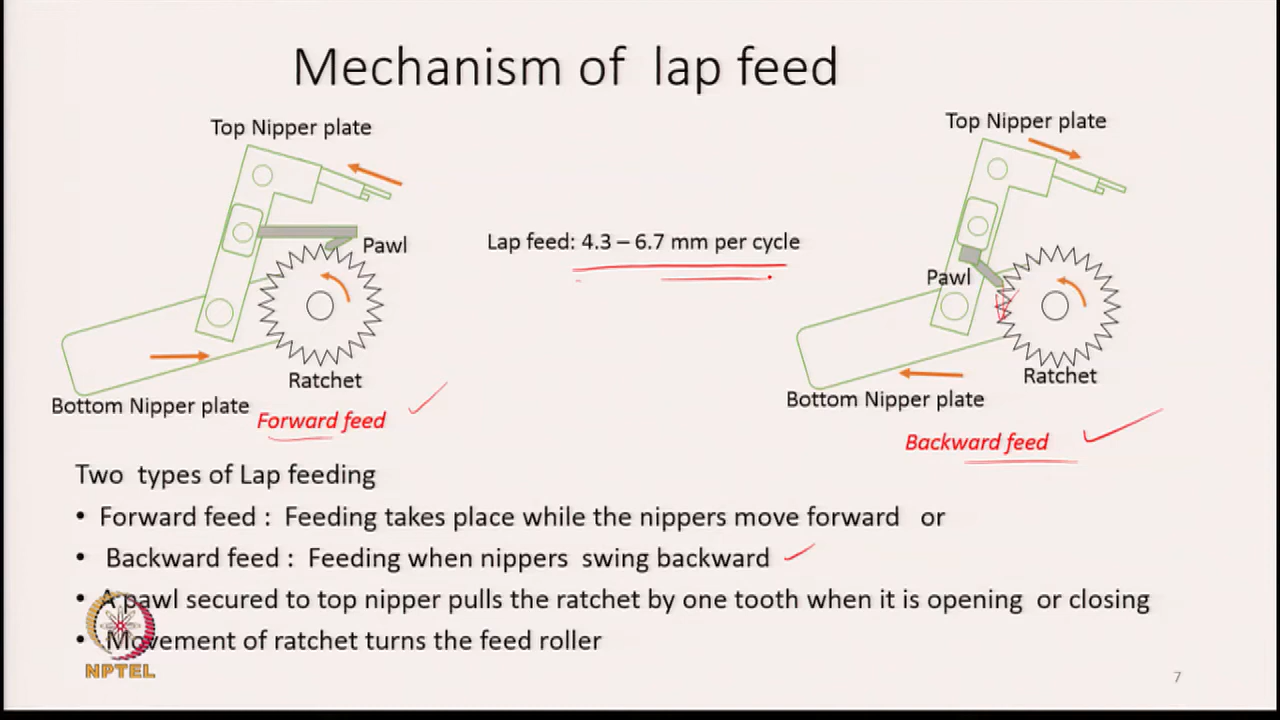 Mechanism of lap feed
Top Nipper plate
Top Nipper plate
Lap feed: 4.3 – 6.7 mm per cycle
Pawl
Pawl
Ratchet
Ratchet
Bottom Nipper plate
Bottom Nipper plate
Forward feed
Backward feed
Two types of Lap feeding
• Forward feed : Feeding takes place while the nippers move forward or
• Backward feed : Feeding when nippers swing backward
• A pawl secured to top nipper pulls the ratchet by one tooth when it is opening or closing
• Movement of ratchet turns the feed roller
NPTEL
7